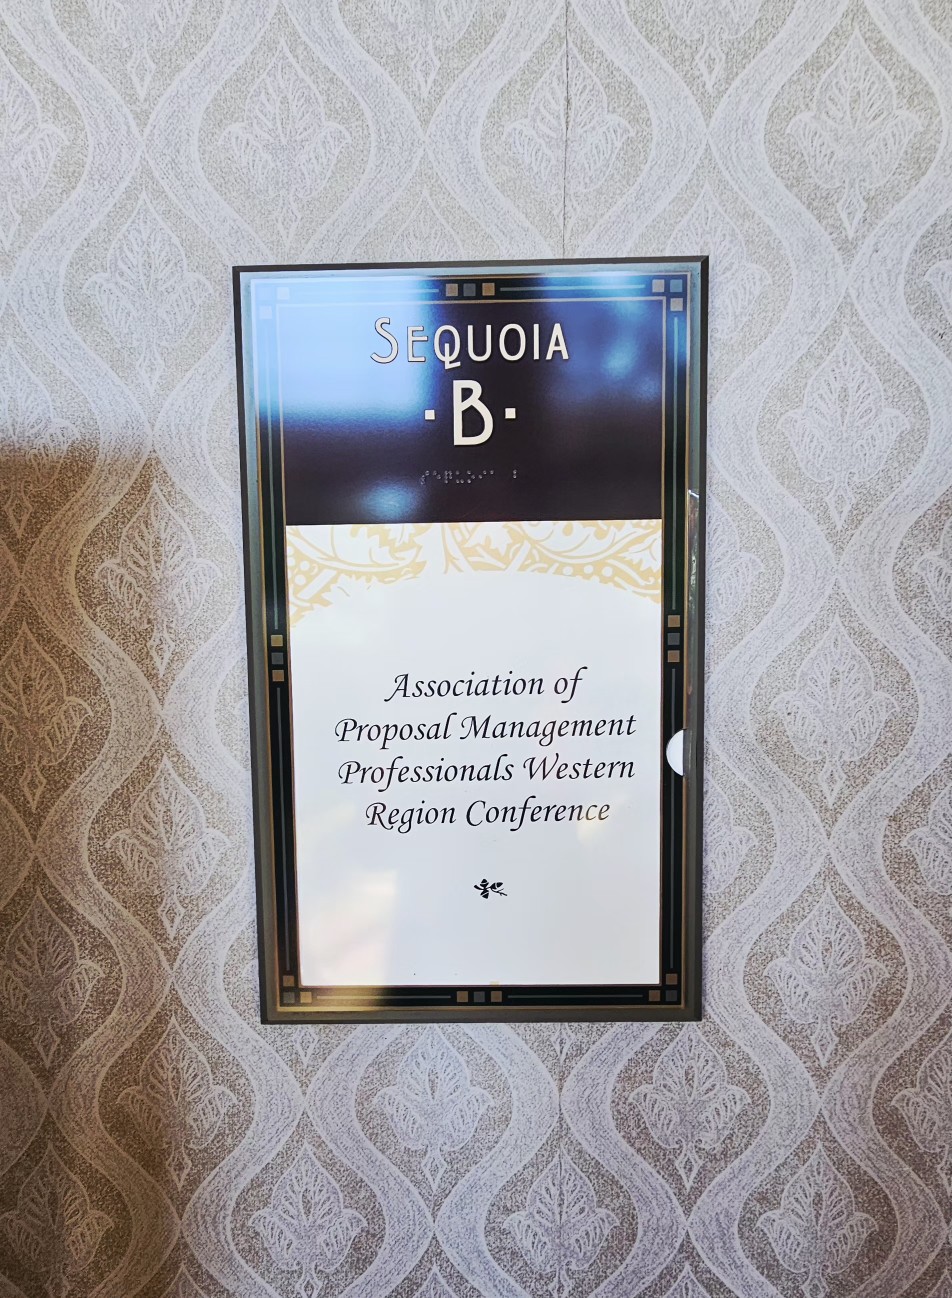 SEQUOIA
·B·
Association of
Proposal Management
Professionals Western
Region Conference